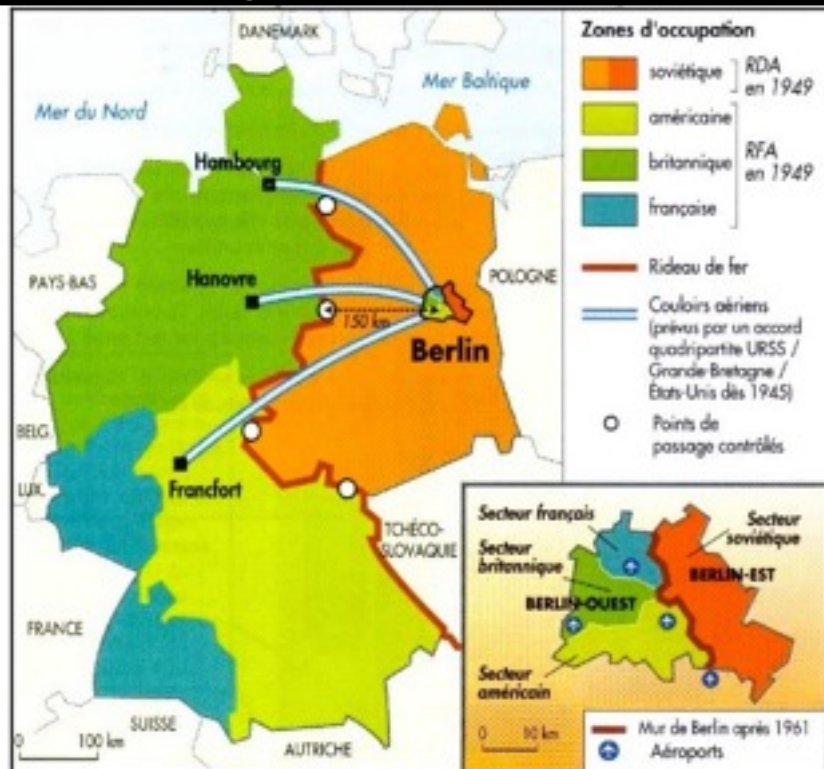 DANEMARK
Mer du Nord
Mer Baltique
Hambourg
PAYS-BAS
Hanovre
POLOGNE
150 km
Berlin
BELG.
LUX.
Francfort
TCHÉCO-
SLOVAQUIE
FRANCE
SUISSE
AUTRICHE
0 100 km
Zones d'occupation
soviétique
RDA
en 1949
américaine
britannique
RFA
en 1949
française
Rideau de fer
Couloirs aériens
(prévus par un accord
quadripartite URSS /
Grande Bretagne /
États-Unis dès 1945)
Points de
passage contrôlés
Secteur français
Secteur
soviétique
Secteur
britannique
BERLIN-EST
BERLIN-OUEST
Secteur
américain
0 10 km
Mur de Berlin après 1961
Aéroports